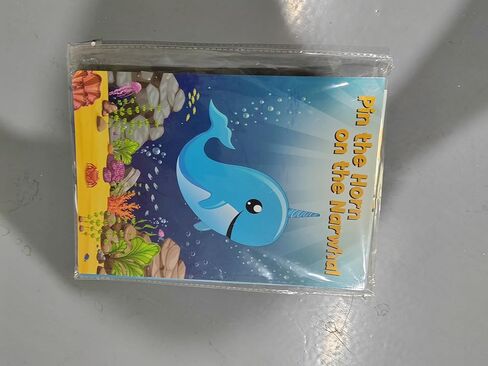 Pin the Horn
on the Narwhal